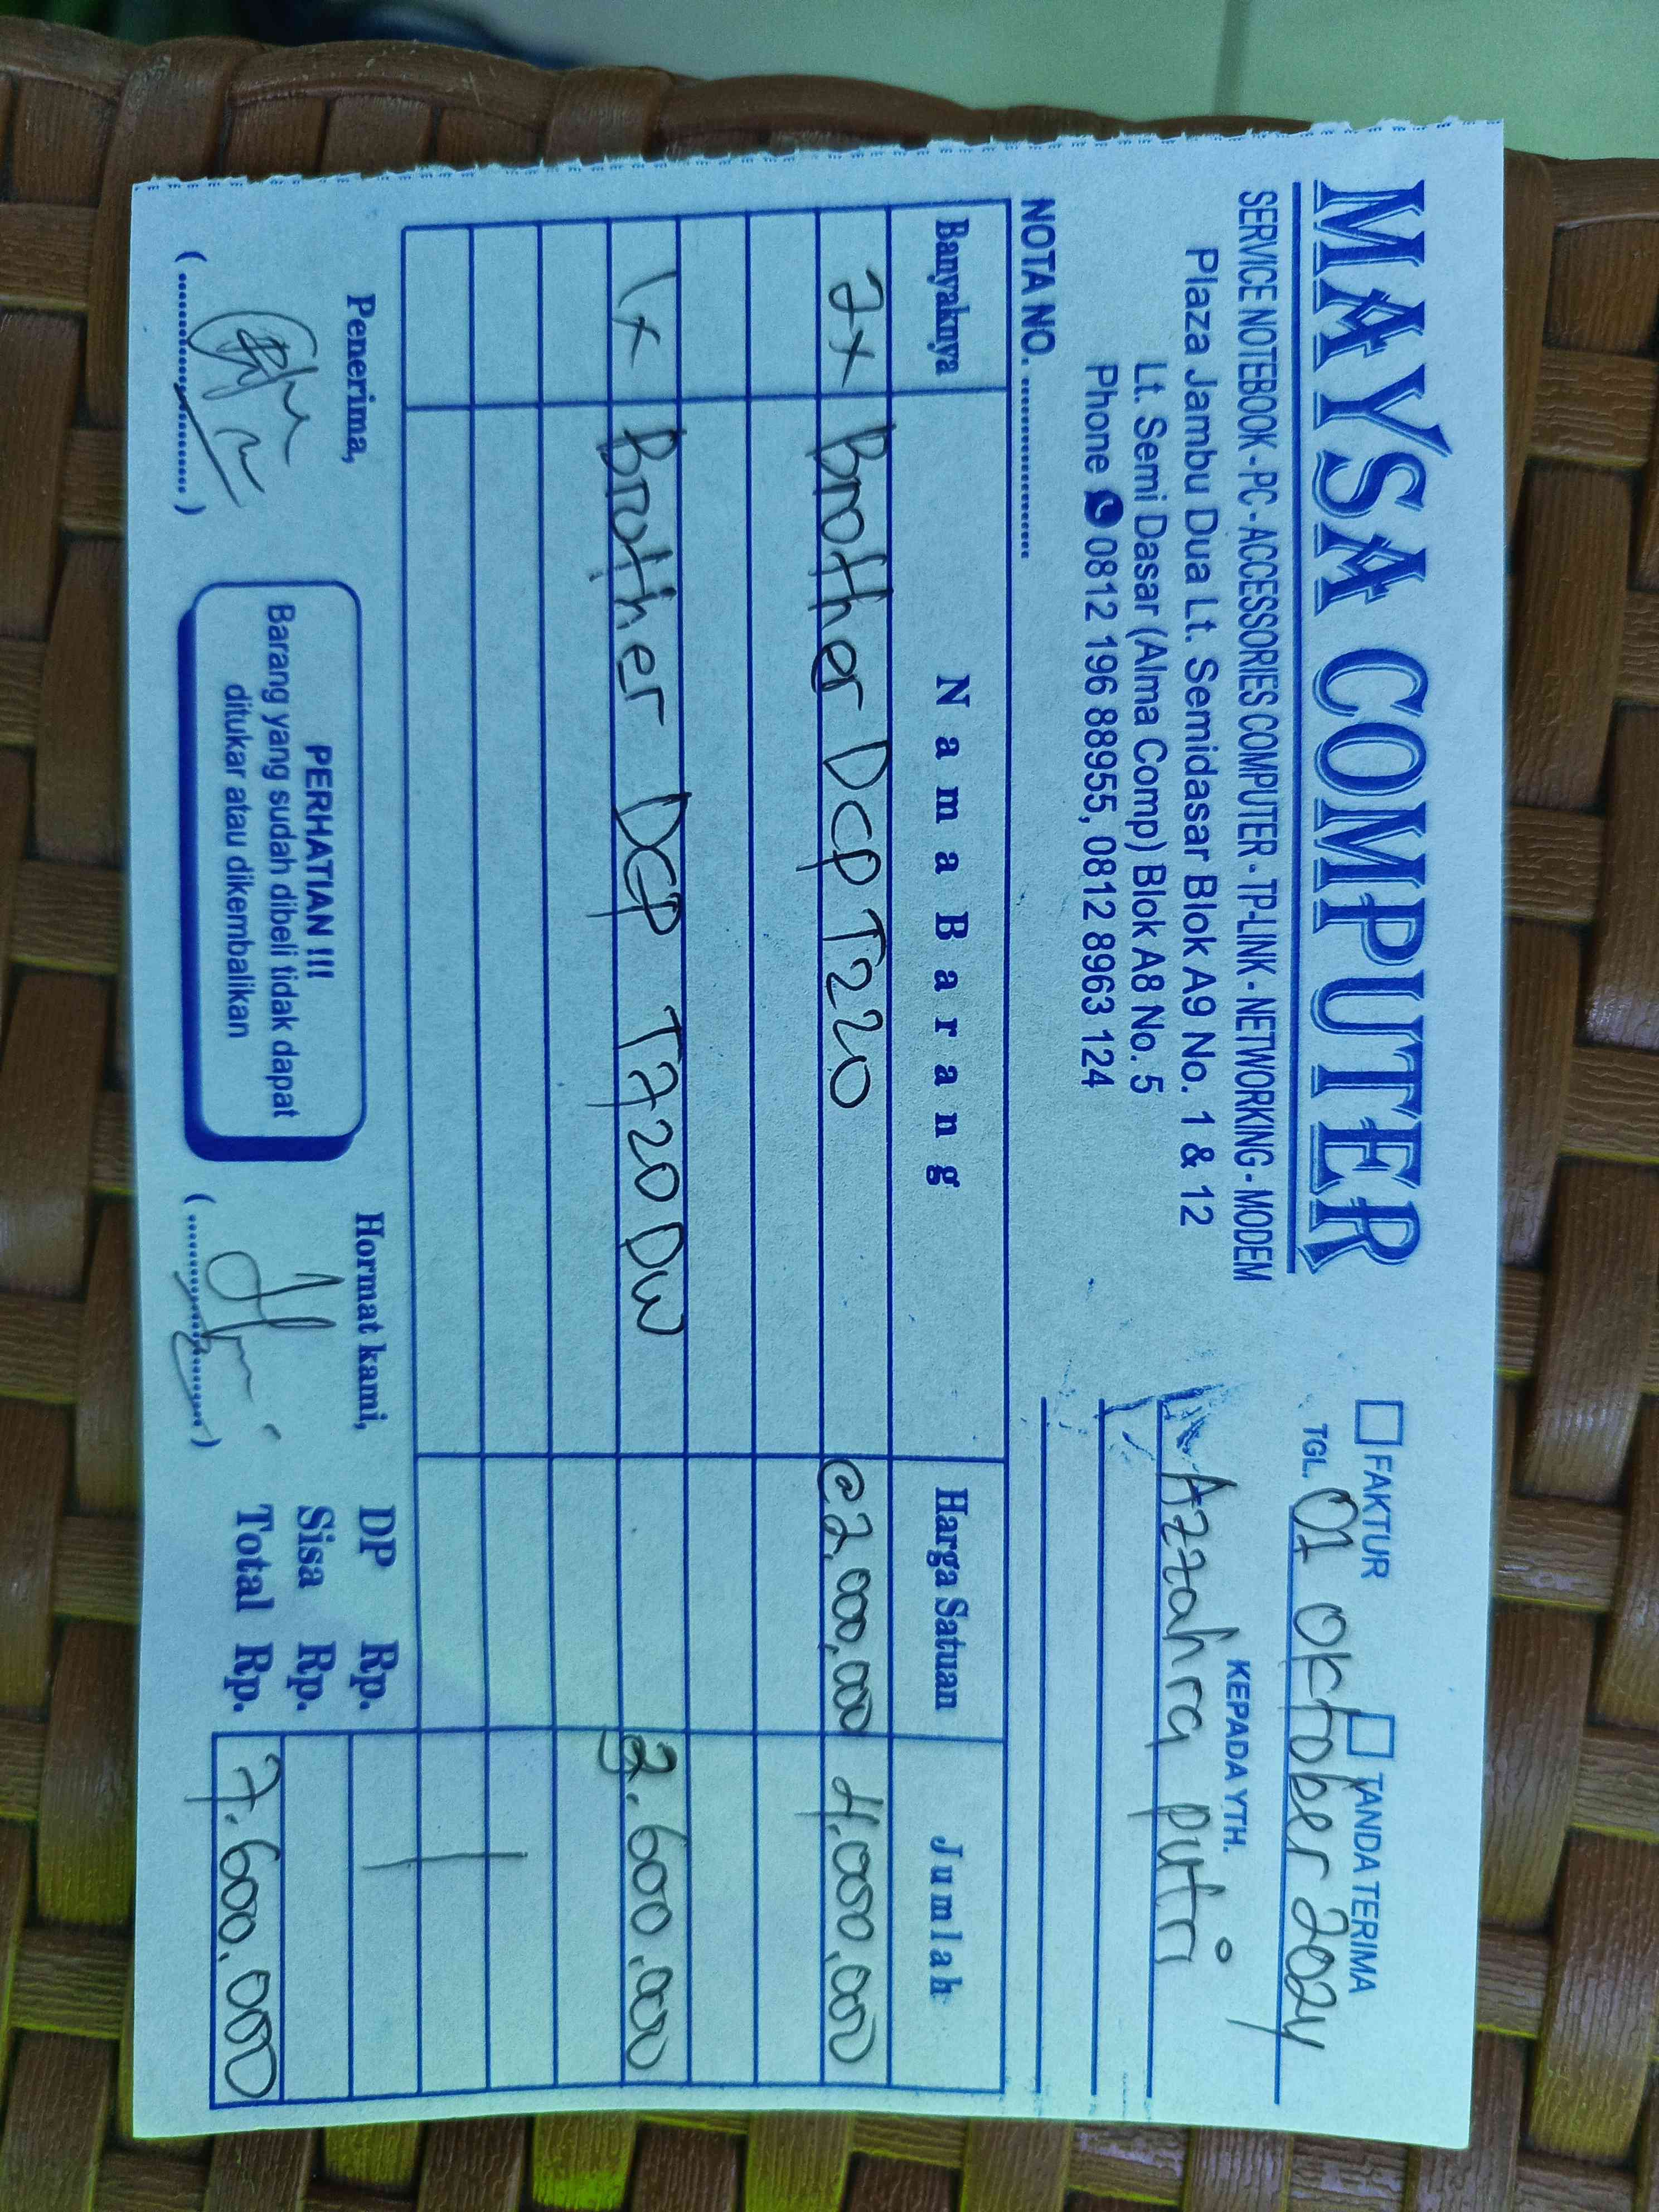 MAYSA COMPUTER
SERVICE NOTEBOOK - PC - ACCESSORIES COMPUTER - TP-LINK - NETWORKING - MODEM
Plaza Jambu Dua Lt. Semidasar Blok A9 No. 1 & 12
Lt. Semi Dasar (Alma Comp) Blok A8 No. 5
Phone 0812 196 88955, 0812 8963 124
FAKTUR TANDA TERIMA
TGL. 01 Oktober 2024
KEPADA YTH.
Azzahra putri
NOTA NO. ................
Banyaknya Nama Barang Harga Satuan Jumlah
2x Brother DCP T220 @2.000.000 4.000.000
1x Brother DCP T720 DW 3.600.000
Penerima,
PERHATIAN !!!
Barang yang sudah dibeli tidak dapat
ditukar atau dikembalikan
Hormat kami,
DP Rp.
Sisa Rp.
Total Rp. 7.600.000